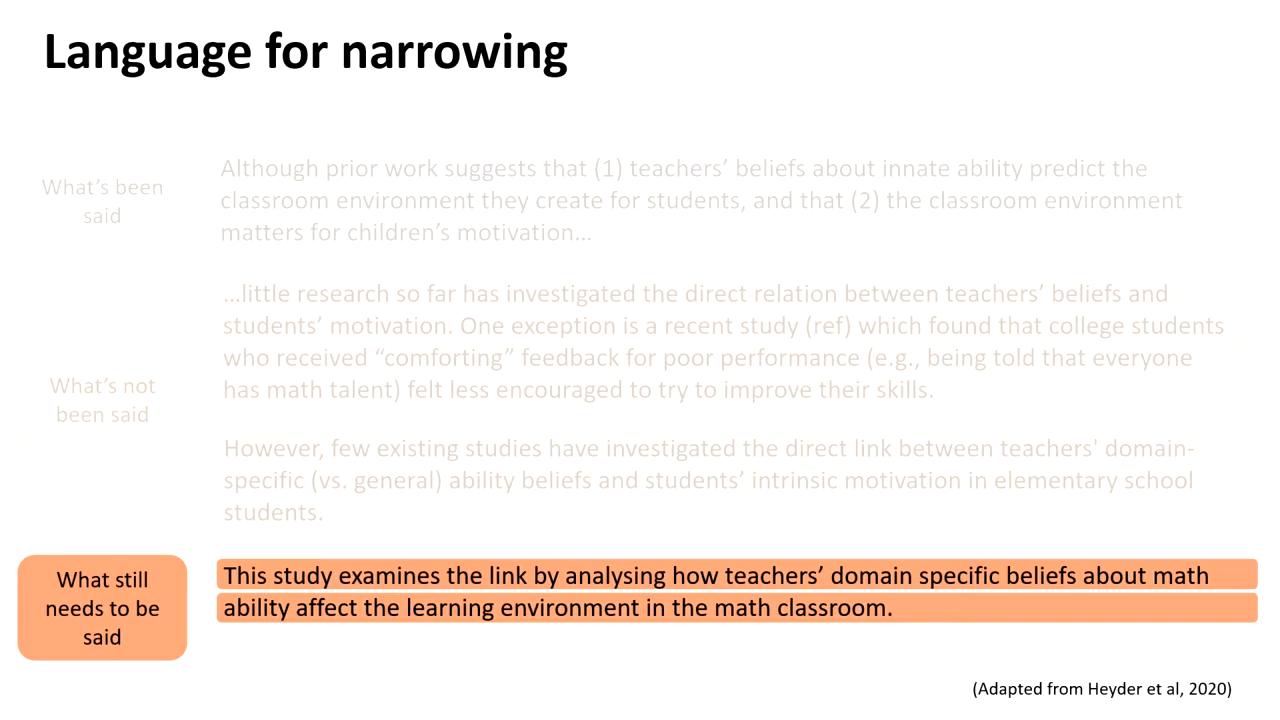 Language for narrowing
What's been
said
Although prior work suggests that (1) teachers’ beliefs about innate ability predict the
classroom environment they create for students, and that (2) the classroom environment
matters for children’s motivation...
What's not
been said
...little research so far has investigated the direct relation between teachers’ beliefs and
students’ motivation. One exception is a recent study (ref) which found that college students
who received “comforting” feedback for poor performance (e.g., being told that everyone
has math talent) felt less encouraged to try to improve their skills.
However, few existing studies have investigated the direct link between teachers' domain-
specific (vs. general) ability beliefs and students’ intrinsic motivation in elementary school
students.
What still
needs to be
said
This study examines the link by analysing how teachers’ domain specific beliefs about math
ability affect the learning environment in the math classroom.
(Adapted from Heyder et al, 2020)